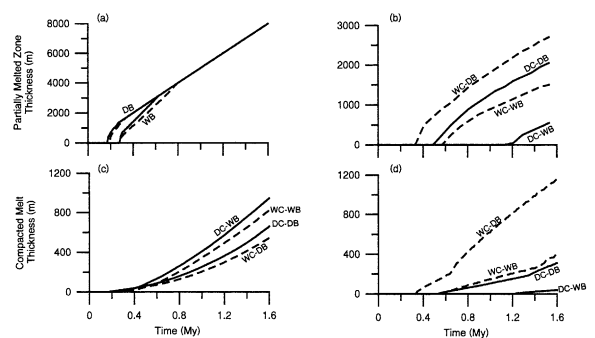 (a)
Partially Melted Zone
Thickness (m)
8000
6000
4000
2000
0
DB
WB
(b)
3000
2000
1000
0
WC-DB
DC-DB
WC-WB
DC-WB
(c)
Compacted Melt
Thickness (m)
1200
800
400
0
DC-WB
WC-WB
DC-DB
WC-DB
0 0.4 0.8 1.2 1.6
Time (My)
(d)
1200
800
400
0
WC-DB
WC-WB
DC-DB
DC-WB
0 0.4 0.8 1.2 1.6
Time (My)